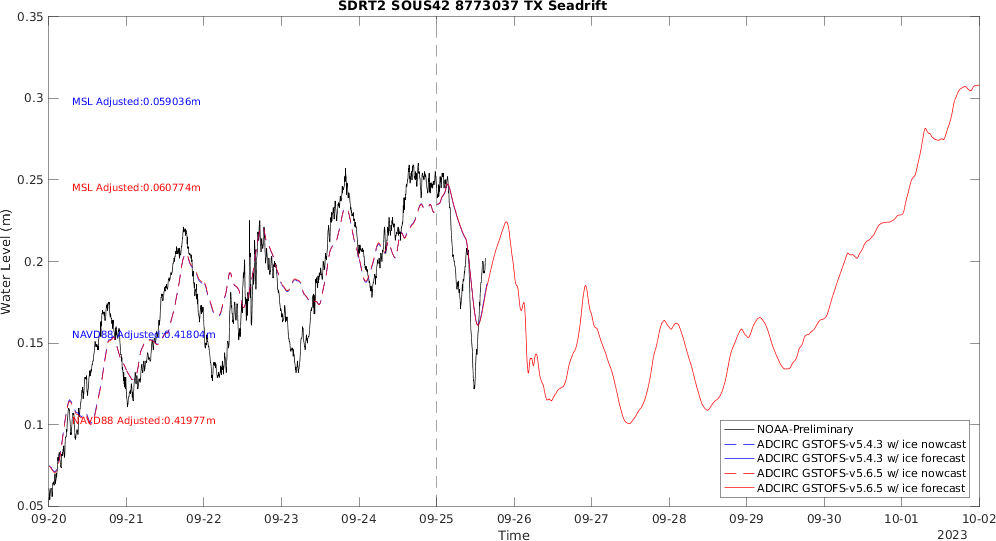 SDRT2 SOUS42 8773037 TX Seadrift
Water Level (m)
0.35
0.3
0.25
0.2
0.15
0.1
0.05
MSL Adjusted:0.059036m
MSL Adjusted:0.060774m
NAVD88 Adjusted:0.41804m
NAVD88 Adjusted:0.41977m
NOAA-Preliminary
ADCIRC GSTOFS-v5.4.3 w/ ice nowcast
ADCIRC GSTOFS-v5.4.3 w/ ice forecast
ADCIRC GSTOFS-v5.6.5 w/ ice nowcast
ADCIRC GSTOFS-v5.6.5 w/ ice forecast
09-20 09-21 09-22 09-23 09-24 09-25 09-26 09-27 09-28 09-29 09-30 10-01 10-02
Time
2023